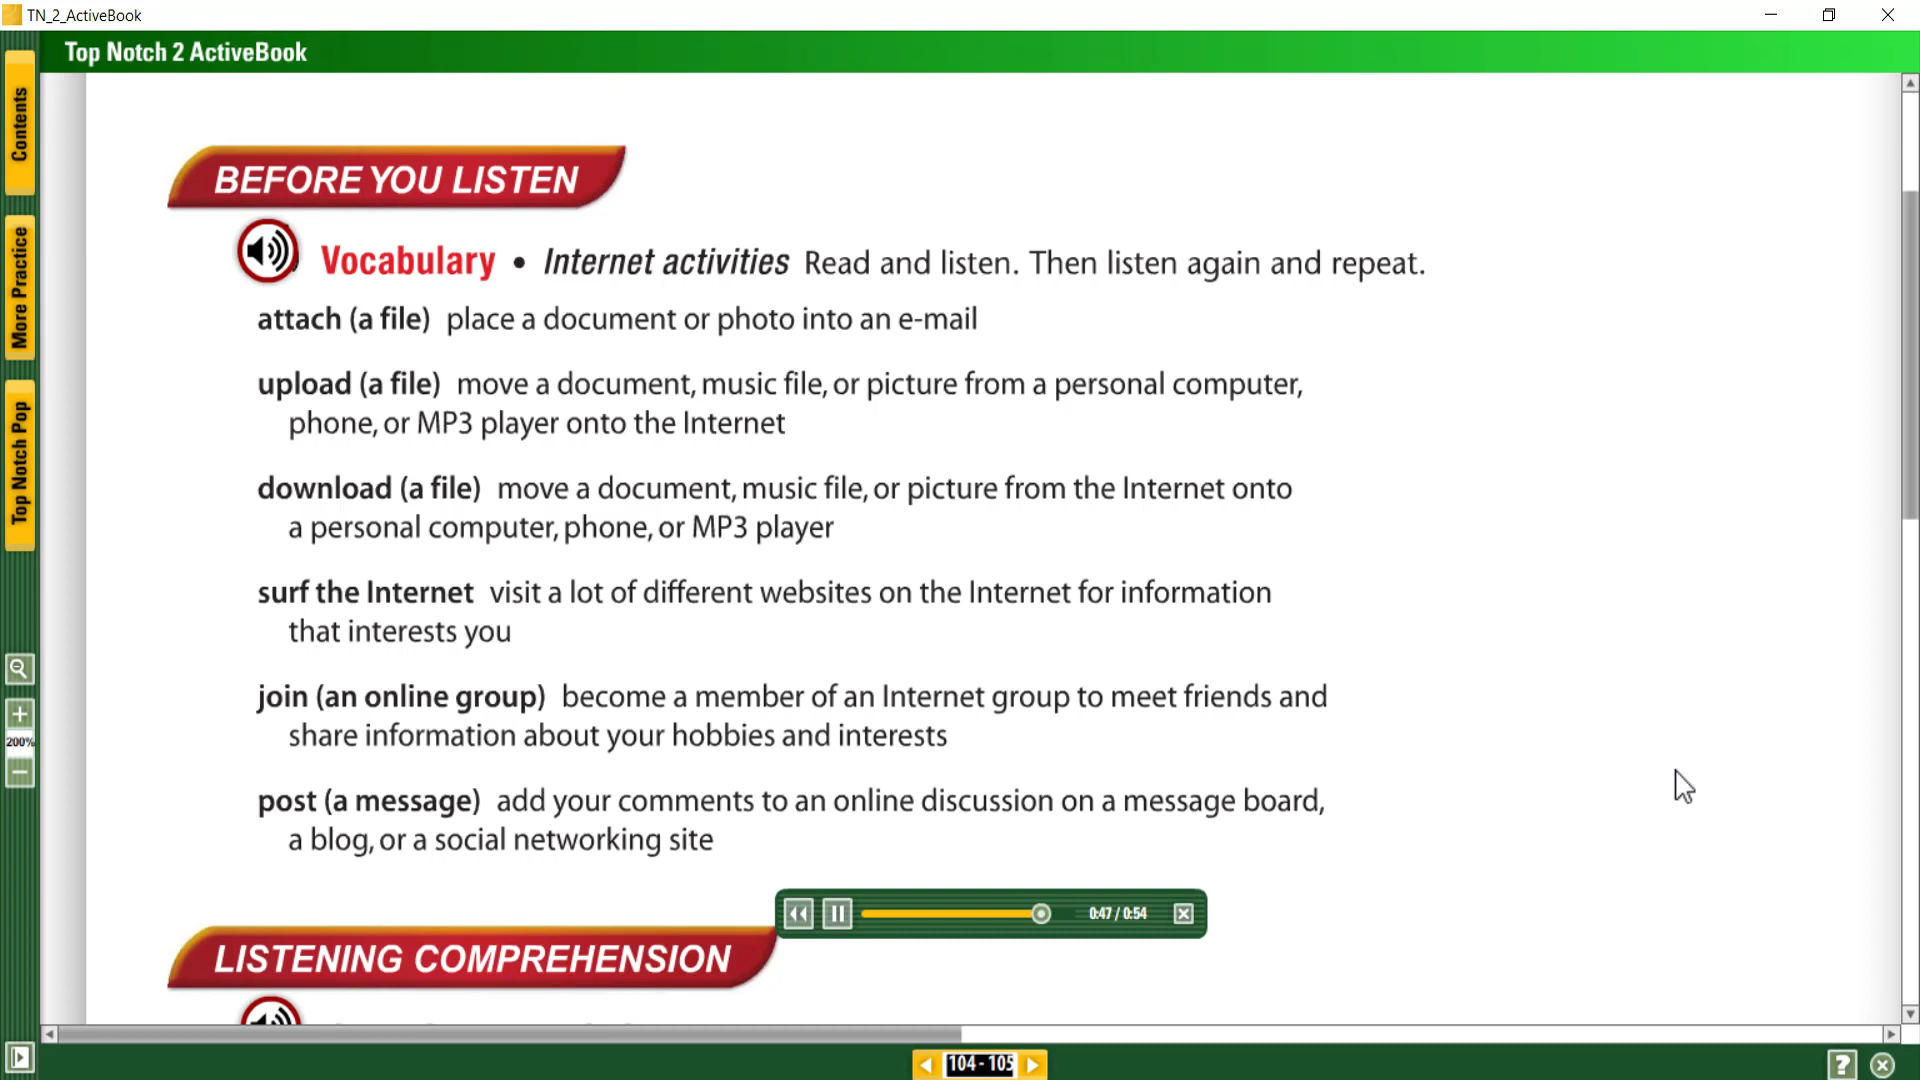 TN_2_ActiveBook
Top Notch 2 ActiveBook
Contents
More Practice
Top Notch Pop
200%
BEFORE YOU LISTEN
Vocabulary • Internet activities Read and listen. Then listen again and repeat.
attach (a file) place a document or photo into an e-mail
upload (a file) move a document, music file, or picture from a personal computer,
phone, or MP3 player onto the Internet
download (a file) move a document, music file, or picture from the Internet onto
a personal computer, phone, or MP3 player
surf the Internet visit a lot of different websites on the Internet for information
that interests you
join (an online group) become a member of an Internet group to meet friends and
share information about your hobbies and interests
post (a message) add your comments to an online discussion on a message board,
a blog, or a social networking site
0:47 / 0:54
LISTENING COMPREHENSION
104 - 105
?